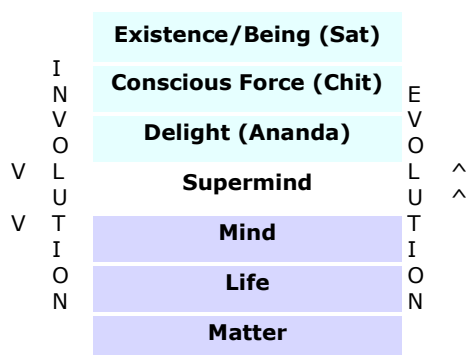 Existence/Being (Sat)
Conscious Force (Chit)
Delight (Ananda)
Supermind
Mind
Life
Matter
INVOLUTION
V
V
EVOLUTION
^
^